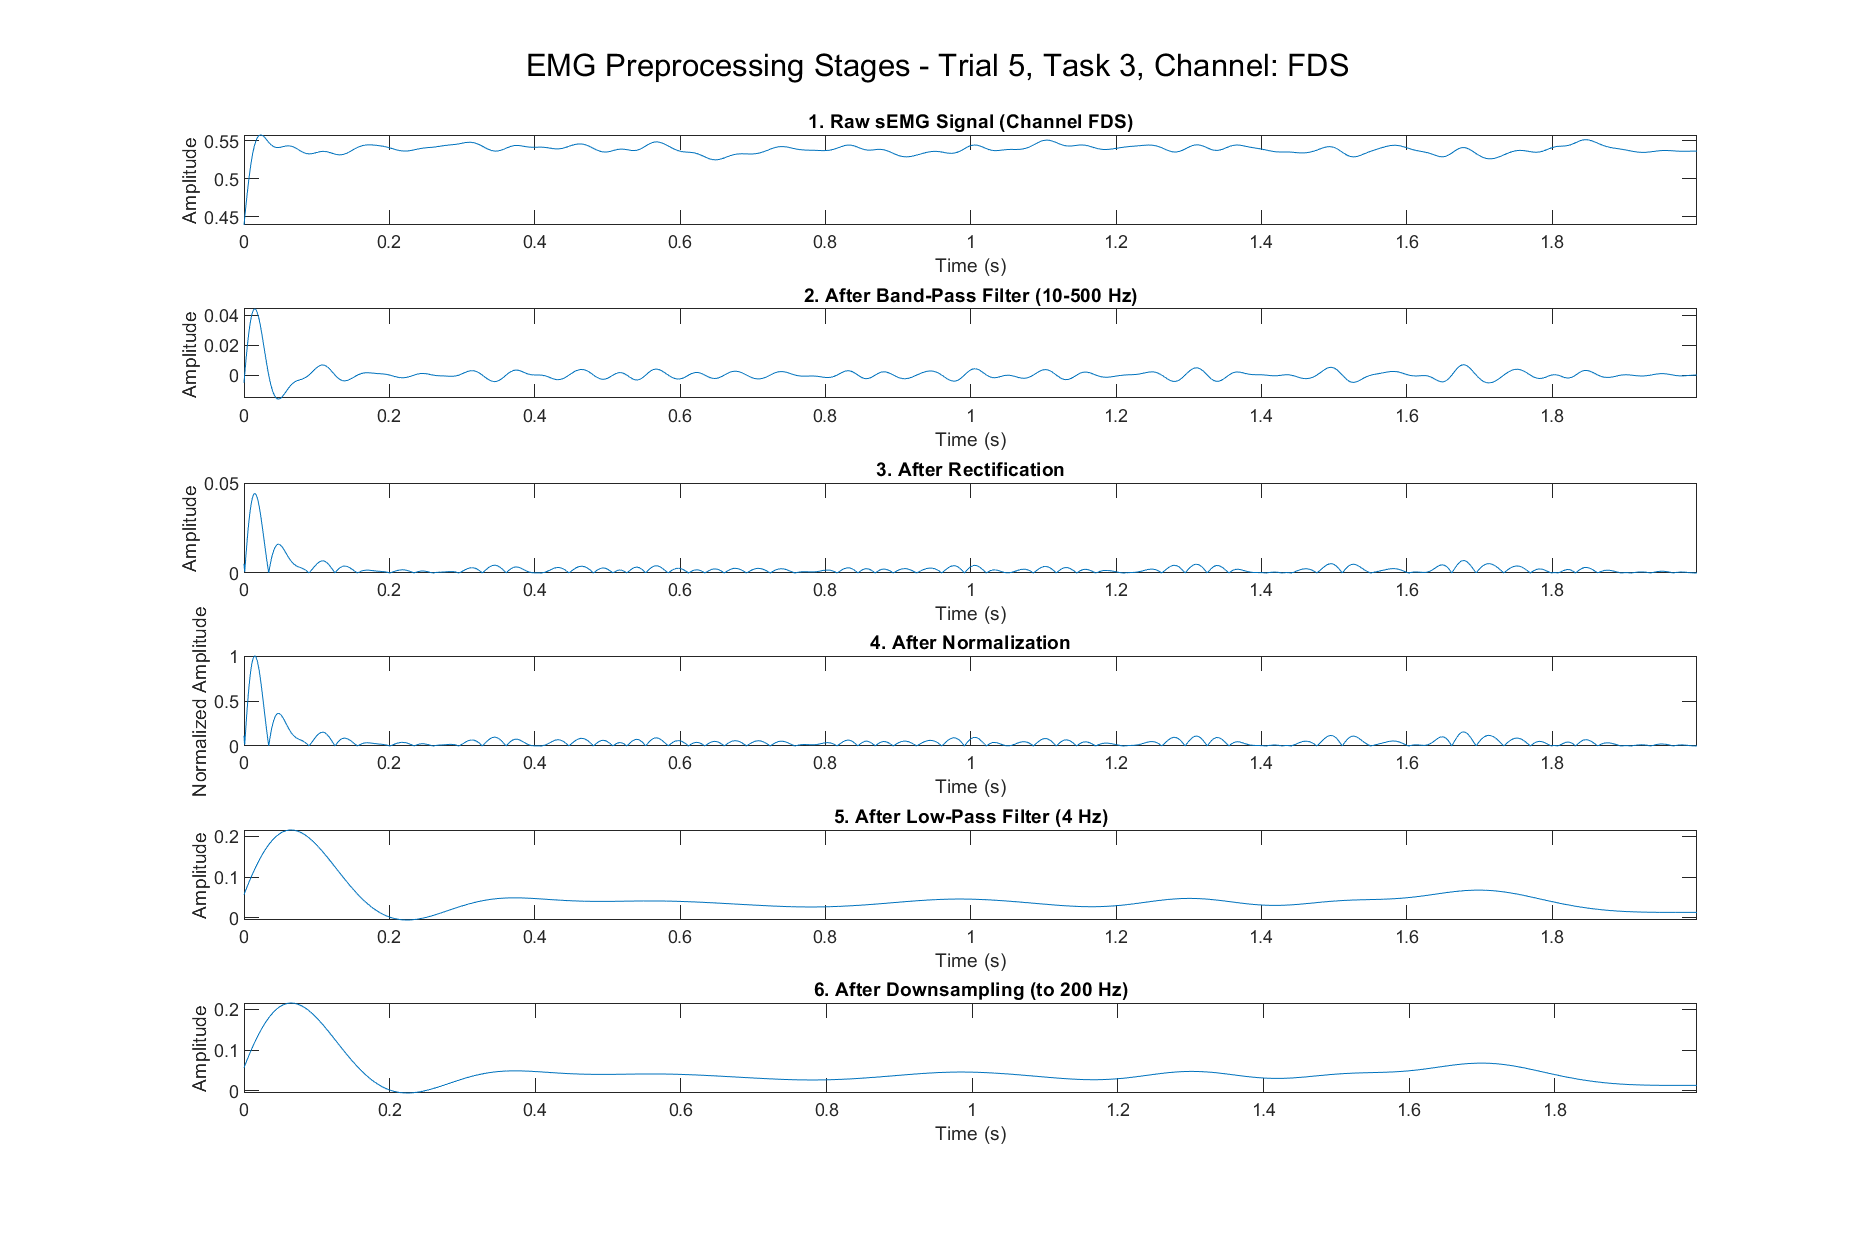 EMG Preprocessing Stages - Trial 5, Task 3, Channel: FDS
1. Raw sEMG Signal (Channel FDS)
Amplitude
0.55
0.5
0.45
0 0.2 0.4 0.6 0.8 1 1.2 1.4 1.6 1.8
Time (s)
2. After Band-Pass Filter (10-500 Hz)
Amplitude
0.04
0.02
0
0 0.2 0.4 0.6 0.8 1 1.2 1.4 1.6 1.8
Time (s)
3. After Rectification
Amplitude
0.05
0
0 0.2 0.4 0.6 0.8 1 1.2 1.4 1.6 1.8
Time (s)
4. After Normalization
Normalized Amplitude
1
0.5
0
0 0.2 0.4 0.6 0.8 1 1.2 1.4 1.6 1.8
Time (s)
5. After Low-Pass Filter (4 Hz)
Amplitude
0.2
0.1
0
0 0.2 0.4 0.6 0.8 1 1.2 1.4 1.6 1.8
Time (s)
6. After Downsampling (to 200 Hz)
Amplitude
0.2
0.1
0
0 0.2 0.4 0.6 0.8 1 1.2 1.4 1.6 1.8
Time (s)